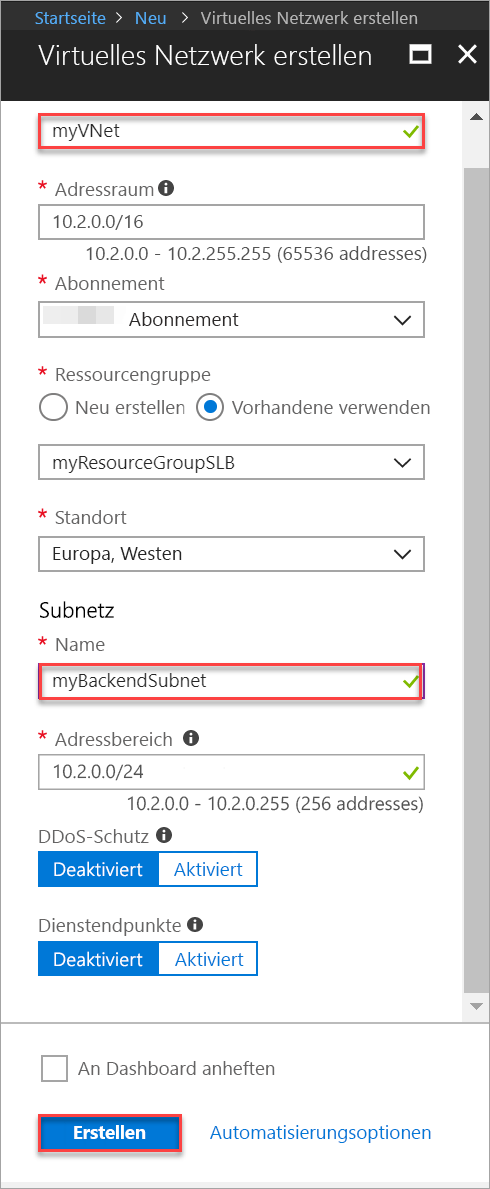 Startseite > Neu > Virtuelles Netzwerk erstellen
Virtuelles Netzwerk erstellen
myVNet
* Adressraum
10.2.0.0/16
10.2.0.0 - 10.2.255.255 (65536 addresses)
* Abonnement
Abonnement
* Ressourcengruppe
Neu erstellen Vorhandene verwenden
myResourceGroupSLB
* Standort
Europa, Westen
Subnetz
* Name
myBackendSubnet
* Adressbereich
10.2.0.0/24
10.2.0.0 - 10.2.0.255 (256 addresses)
DDoS-Schutz
Deaktiviert Aktiviert
Dienstendpunkte
Deaktiviert Aktiviert
An Dashboard anheften
Erstellen Automatisierungsoptionen